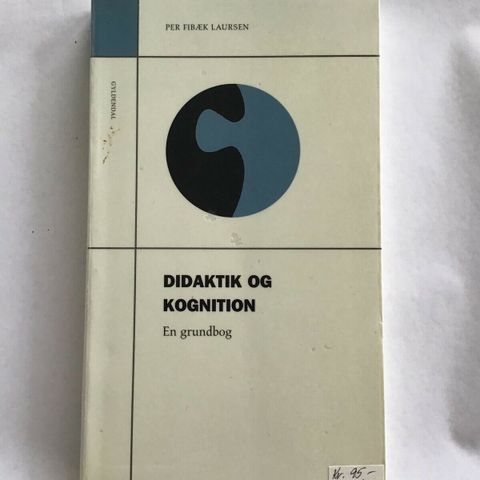 PER FIBÆK LAURSEN
GYLDENDAL
DIDAKTIK OG
KOGNITION
En grundbog
Kr. 95,-